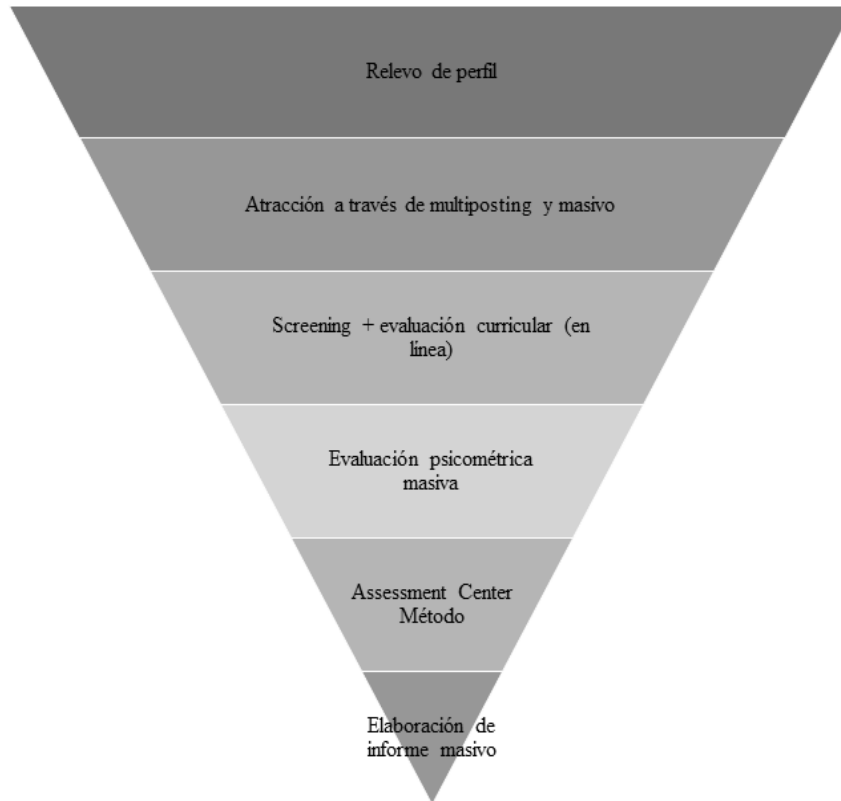 Relevo de perfil
Atracción a través de multiposting y masivo
Screening + evaluación curricular (en
línea)
Evaluación psicométrica
masiva
Assessment Center
Método
Elaboración de
informe masivo